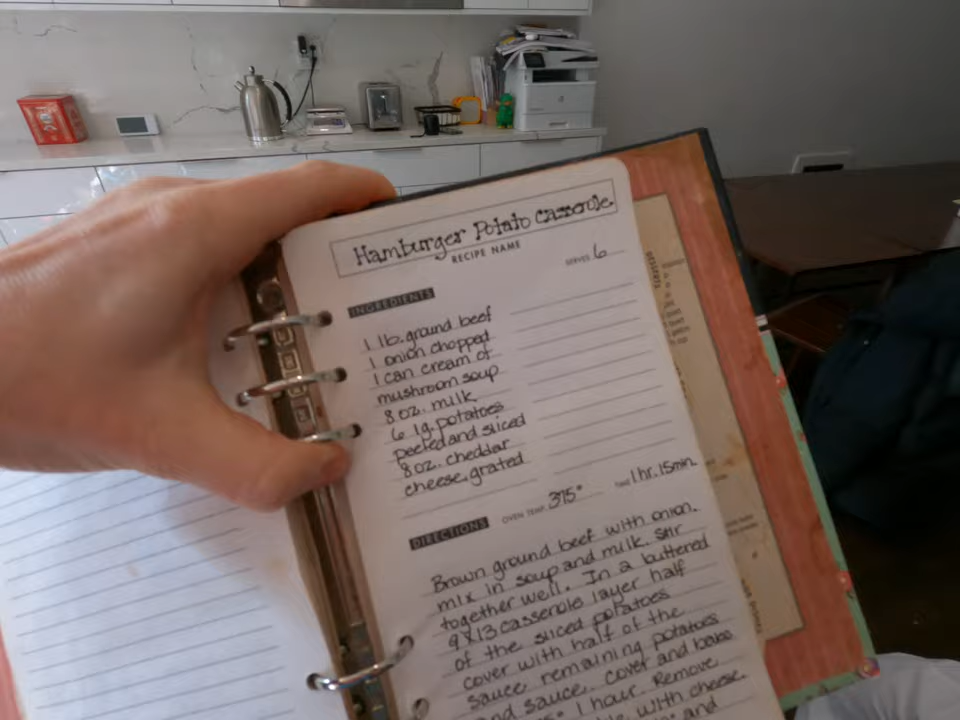 Hamburger Potato Casserole
RECIPE NAME
SERVES 6
INGREDIENTS
1 lb. ground beef
1 onion chopped
1 can cream of
mushroom soup
8 oz. milk
6 lg. potatoes
peeled and sliced
8 oz. cheddar
cheese, grated
DIRECTIONS OVEN TEMP. 375° TIME 1 hr. 15 min.
Brown ground beef with onion.
mix in soup and milk. Stir
together well. In a buttered
9x13 casserole layer half
of the sliced potatoes
cover with half of the
sauce, remaining potatoes
and sauce. cover and bake
1 hour. Remove
with cheese.
and
DESSERTS